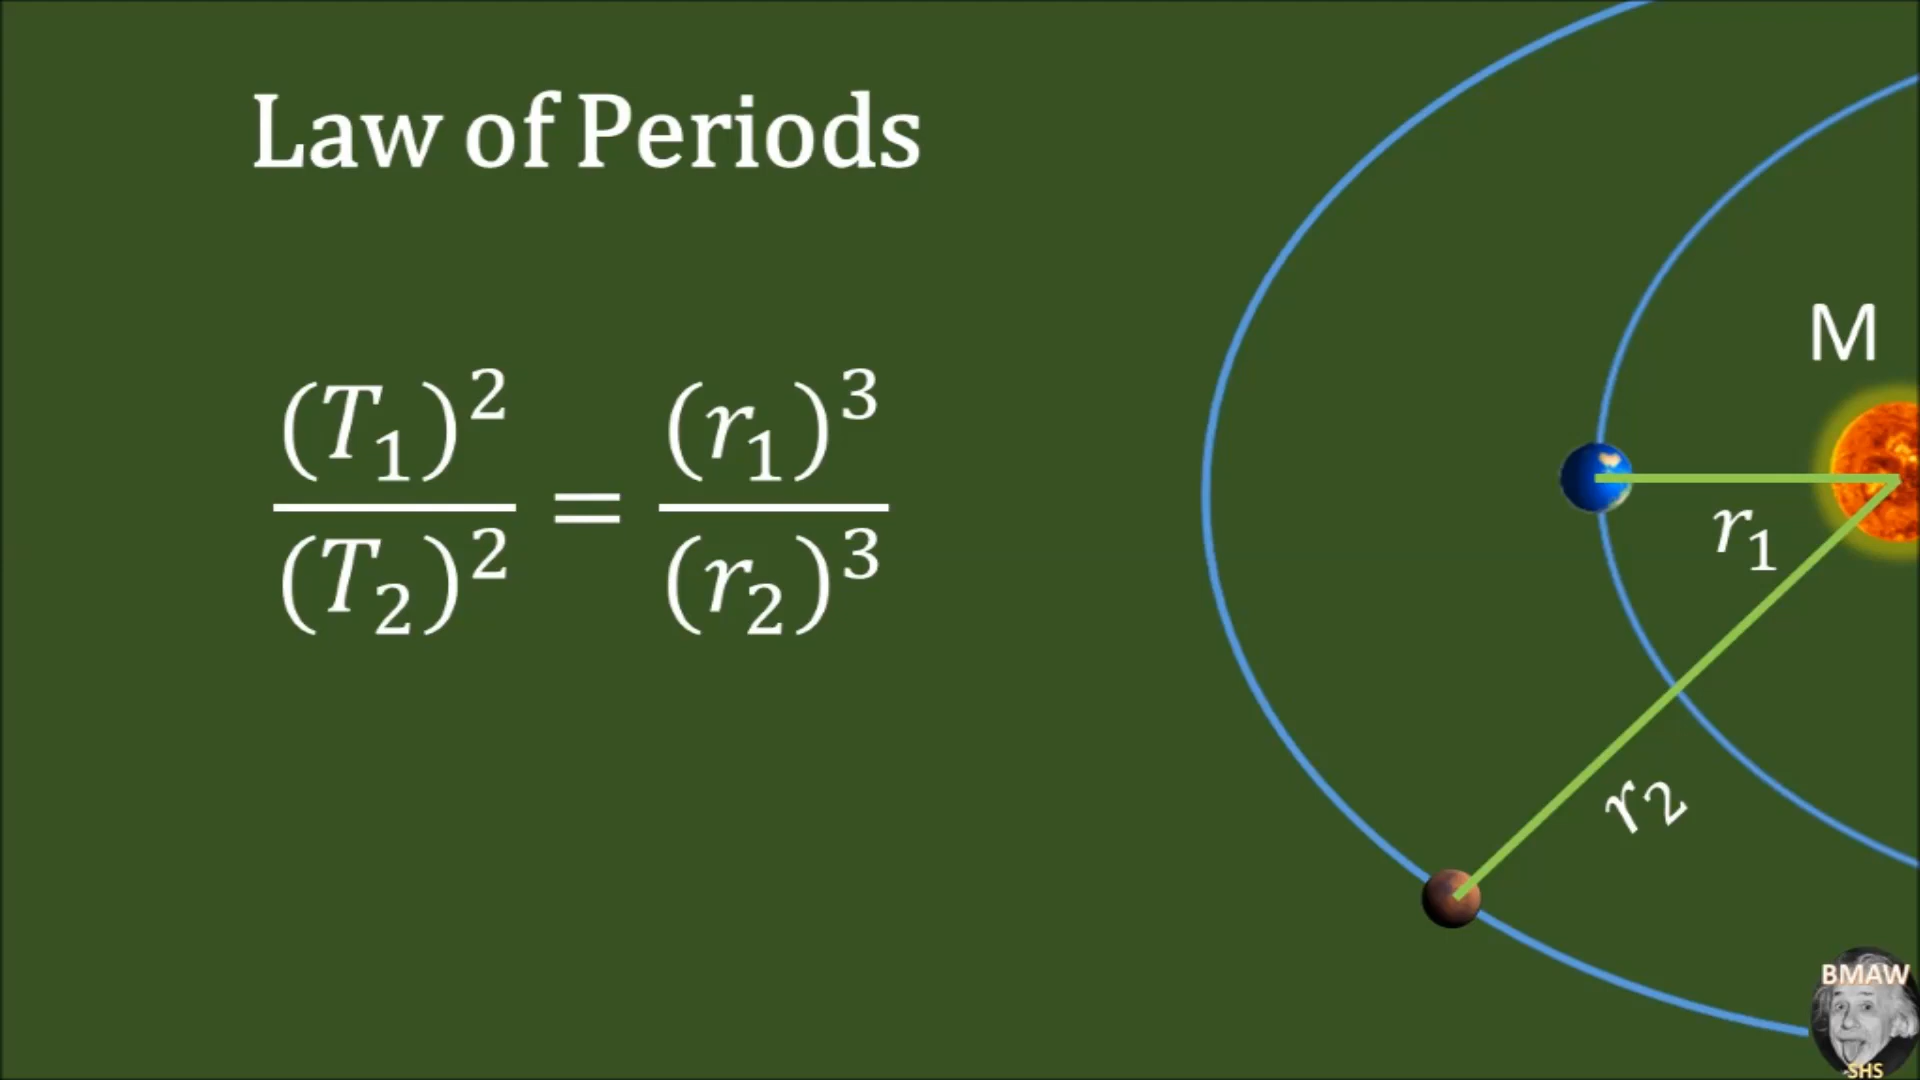 Law of Periods
(T₁)² / (T₂)² = (r₁)³ / (r₂)³
M
r₁
r₂
BMAW
SHS